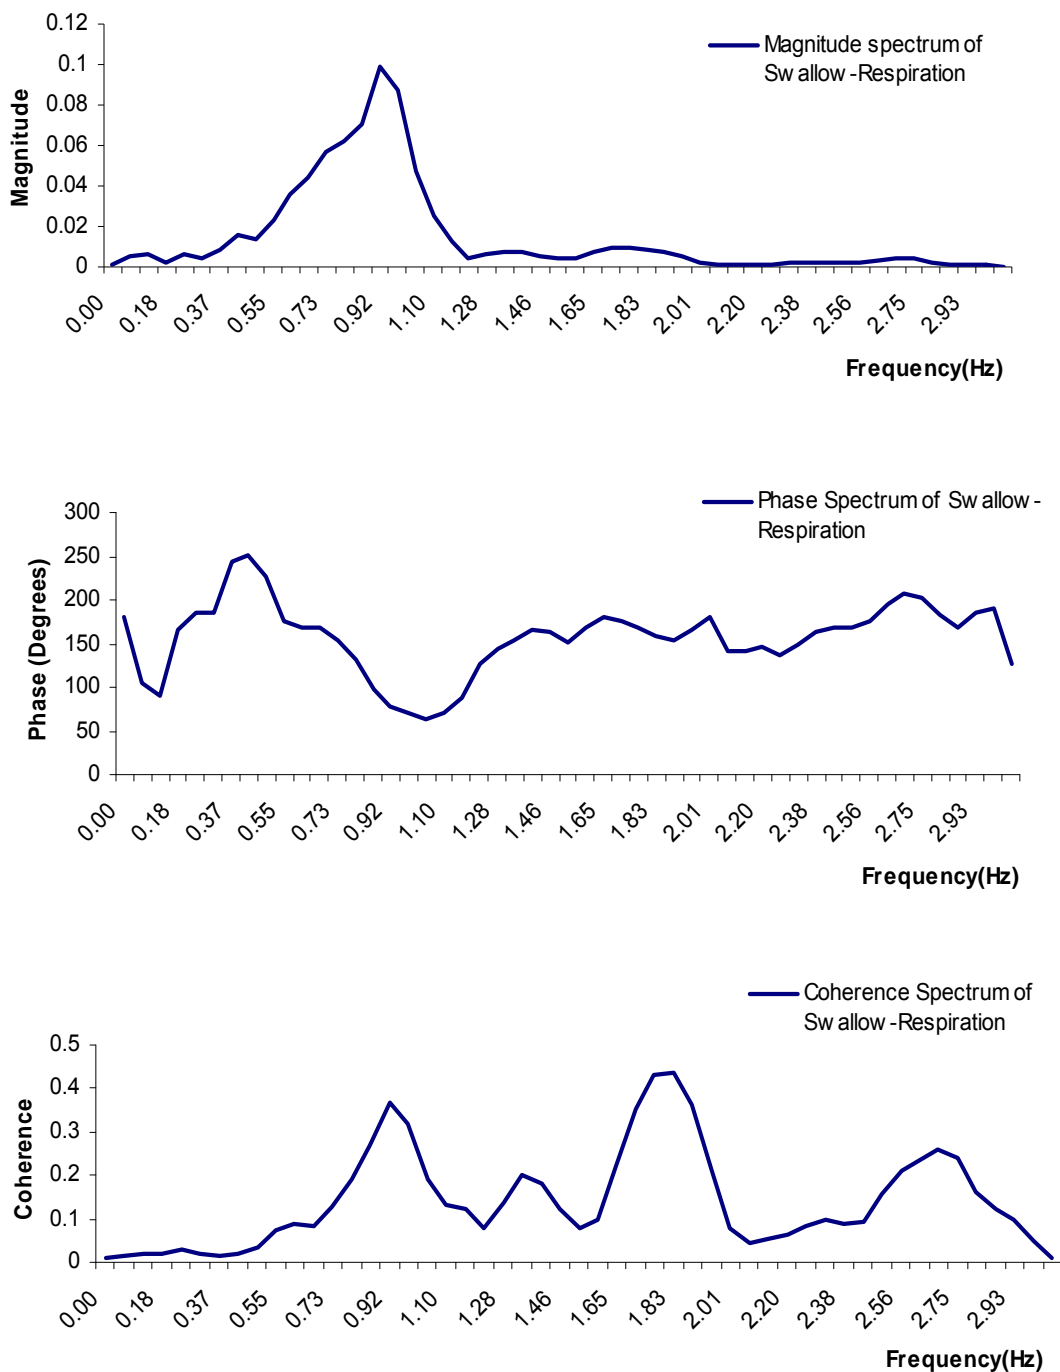 0.12
0.1
0.08
0.06
0.04
0.02
0
Magnitude
Magnitude spectrum of
Swallow-Respiration
0.00 0.18 0.37 0.55 0.73 0.92 1.10 1.28 1.46 1.65 1.83 2.01 2.20 2.38 2.56 2.75 2.93
Frequency(Hz)
300
250
200
150
100
50
0
Phase (Degrees)
Phase Spectrum of Swallow-
Respiration
0.00 0.18 0.37 0.55 0.73 0.92 1.10 1.28 1.46 1.65 1.83 2.01 2.20 2.38 2.56 2.75 2.93
Frequency(Hz)
0.5
0.4
0.3
0.2
0.1
0
Coherence
Coherence Spectrum of
Swallow-Respiration
0.00 0.18 0.37 0.55 0.73 0.92 1.10 1.28 1.46 1.65 1.83 2.01 2.20 2.38 2.56 2.75 2.93
Frequency(Hz)